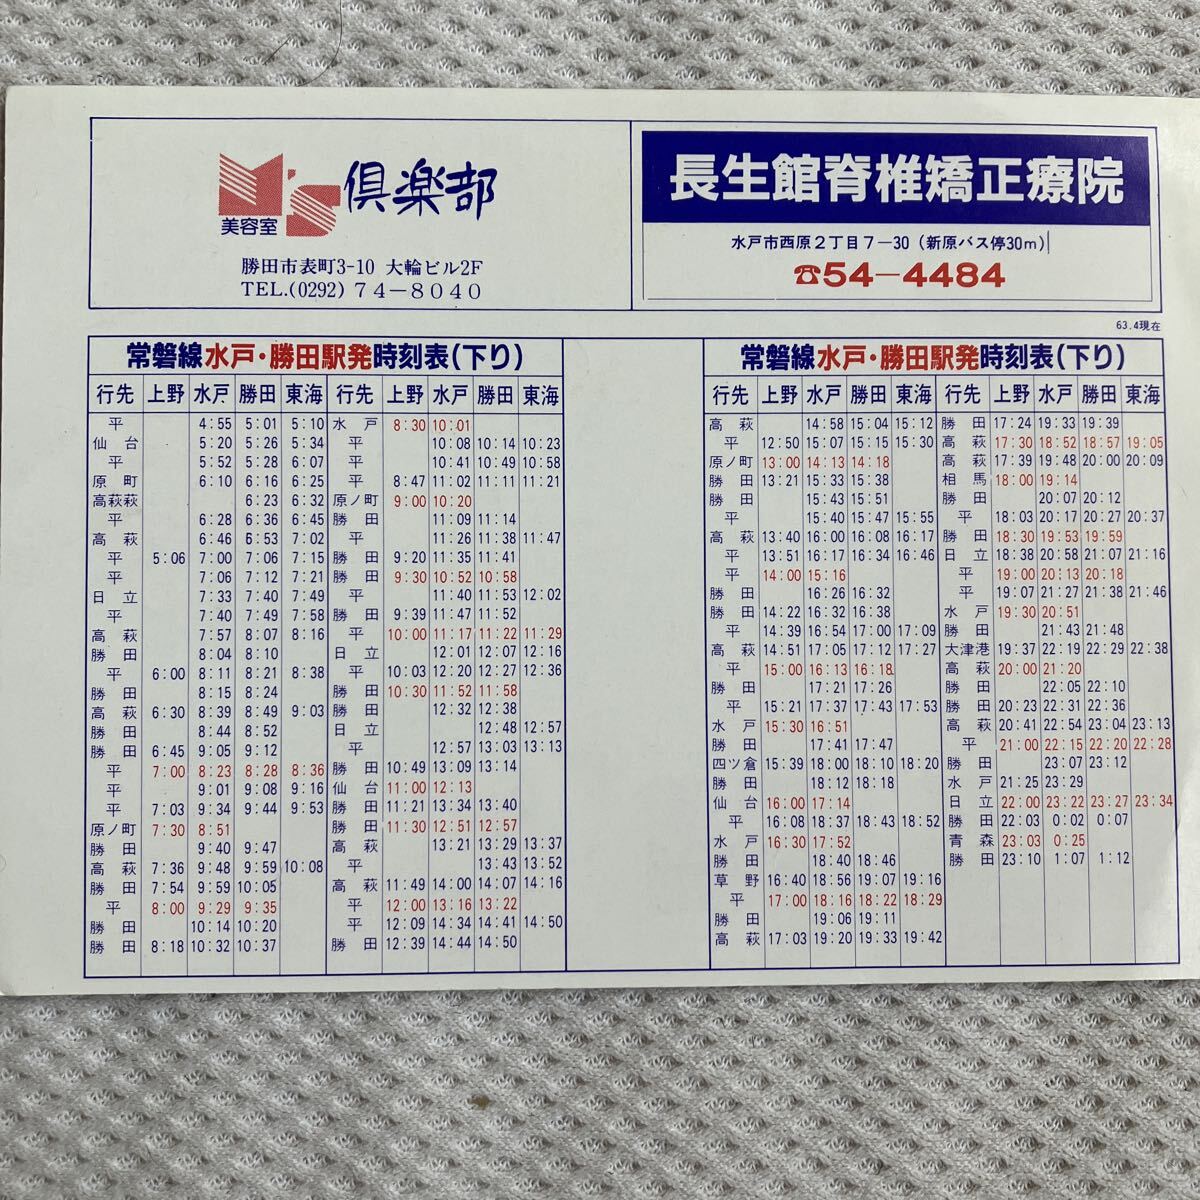 M's 倶楽部
美容室
勝田市表町3-10 大輪ビル2F
TEL.(0292) 74-8040
長生館脊椎矯正療院
水戸市西原2丁目7-30 (新原バス停30m)
☎54-4484
63.4現在
常磐線水戸・勝田駅発時刻表(下り)
行先 上野 水戸 勝田 東海
平 4:55 5:01 5:10
仙台 5:20 5:26 5:34
平 5:52 5:28 6:07
原町 6:10 6:16 6:25
高萩萩 6:23 6:32
平 6:28 6:36 6:45
高萩 6:46 6:53 7:02
平 5:06 7:00 7:06 7:15
平 7:06 7:12 7:21
日立 7:33 7:40 7:49
平 7:40 7:49 7:58
高萩 7:57 8:07 8:16
勝田 8:04 8:10
平 6:00 8:11 8:21 8:38
勝田 8:15 8:24
高萩 6:30 8:39 8:49 9:03
勝田 8:44 8:52
勝田 6:45 9:05 9:12
平 7:00 8:23 8:28 8:36
平 9:01 9:08 9:16
平 7:03 9:34 9:44 9:53
原ノ町 7:30 8:51
勝田 9:40 9:47
高萩 7:36 9:48 9:59 10:08
勝田 7:54 9:59 10:05
平 8:00 9:29 9:35
勝田 10:14 10:20
勝田 8:18 10:32 10:37
行先 上野 水戸 勝田 東海
水戸 8:30 10:01
平 10:08 10:14 10:23
平 10:41 10:49 10:58
平 8:47 11:02 11:11 11:21
原ノ町 9:00 10:20
勝田 11:09 11:14
平 11:26 11:38 11:47
勝田 9:20 11:35 11:41
勝田 9:30 10:52 10:58
平 11:40 11:53 12:02
勝田 9:39 11:47 11:52
平 10:00 11:17 11:22 11:29
日立 12:01 12:07 12:16
平 10:03 12:20 12:27 12:36
勝田 10:30 11:52 11:58
勝田 12:32 12:38
日立 12:48 12:57
平 12:57 13:03 13:13
勝田 10:49 13:09 13:14
仙台 11:00 12:13
勝田 11:21 13:34 13:40
勝田 11:30 12:51 12:57
高萩 13:21 13:29 13:37
平 13:43 13:52
高萩 11:49 14:00 14:07 14:16
平 12:00 13:16 13:22
平 12:09 14:34 14:41 14:50
勝田 12:39 14:44 14:50
常磐線水戸・勝田駅発時刻表(下り)
行先 上野 水戸 勝田 東海
高萩 14:58 15:04 15:12
平 12:50 15:07 15:15 15:30
原ノ町 13:00 14:13 14:18
勝田 13:21 15:33 15:38
勝田 15:43 15:51
平 15:40 15:47 15:55
高萩 13:40 16:00 16:08 16:17
平 13:51 16:17 16:34 16:46
平 14:00 15:16
勝田 16:26 16:32
勝田 14:22 16:32 16:38
平 14:39 16:54 17:00 17:09
高萩 14:51 17:05 17:12 17:27
平 15:00 16:13 16:18
勝田 17:21 17:26
平 15:21 17:37 17:43 17:53
水戸 15:30 16:51
勝田 17:41 17:47
四ツ倉 15:39 18:00 18:10 18:20
勝田 18:12 18:18
仙台 16:00 17:14
平 16:08 18:37 18:43 18:52
水戸 16:30 17:52
勝田 18:40 18:46
草野 16:40 18:56 19:07 19:16
平 17:00 18:16 18:22 18:29
勝田 19:06 19:11
高萩 17:03 19:20 19:33 19:42
行先 上野 水戸 勝田 東海
勝田 17:24 19:33 19:39
高萩 17:30 18:52 18:57 19:05
高萩 17:39 19:48 20:00 20:09
相馬 18:00 19:14
勝田 20:07 20:12
平 18:03 20:17 20:27 20:37
勝田 18:30 19:53 19:59
日立 18:38 20:58 21:07 21:16
平 19:00 20:13 20:18
平 19:07 21:27 21:38 21:46
水戸 19:30 20:51
勝田 21:43 21:48
大津港 19:37 22:19 22:29 22:38
高萩 20:00 21:20
勝田 22:05 22:10
勝田 20:23 22:31 22:36
高萩 20:41 22:54 23:04 23:13
平 21:00 22:15 22:20 22:28
勝田 23:07 23:12
水戸 21:25 23:29
日立 22:00 23:22 23:27 23:34
勝田 22:03 0:02 0:07
青森 23:03 0:25
勝田 23:10 1:07 1:12